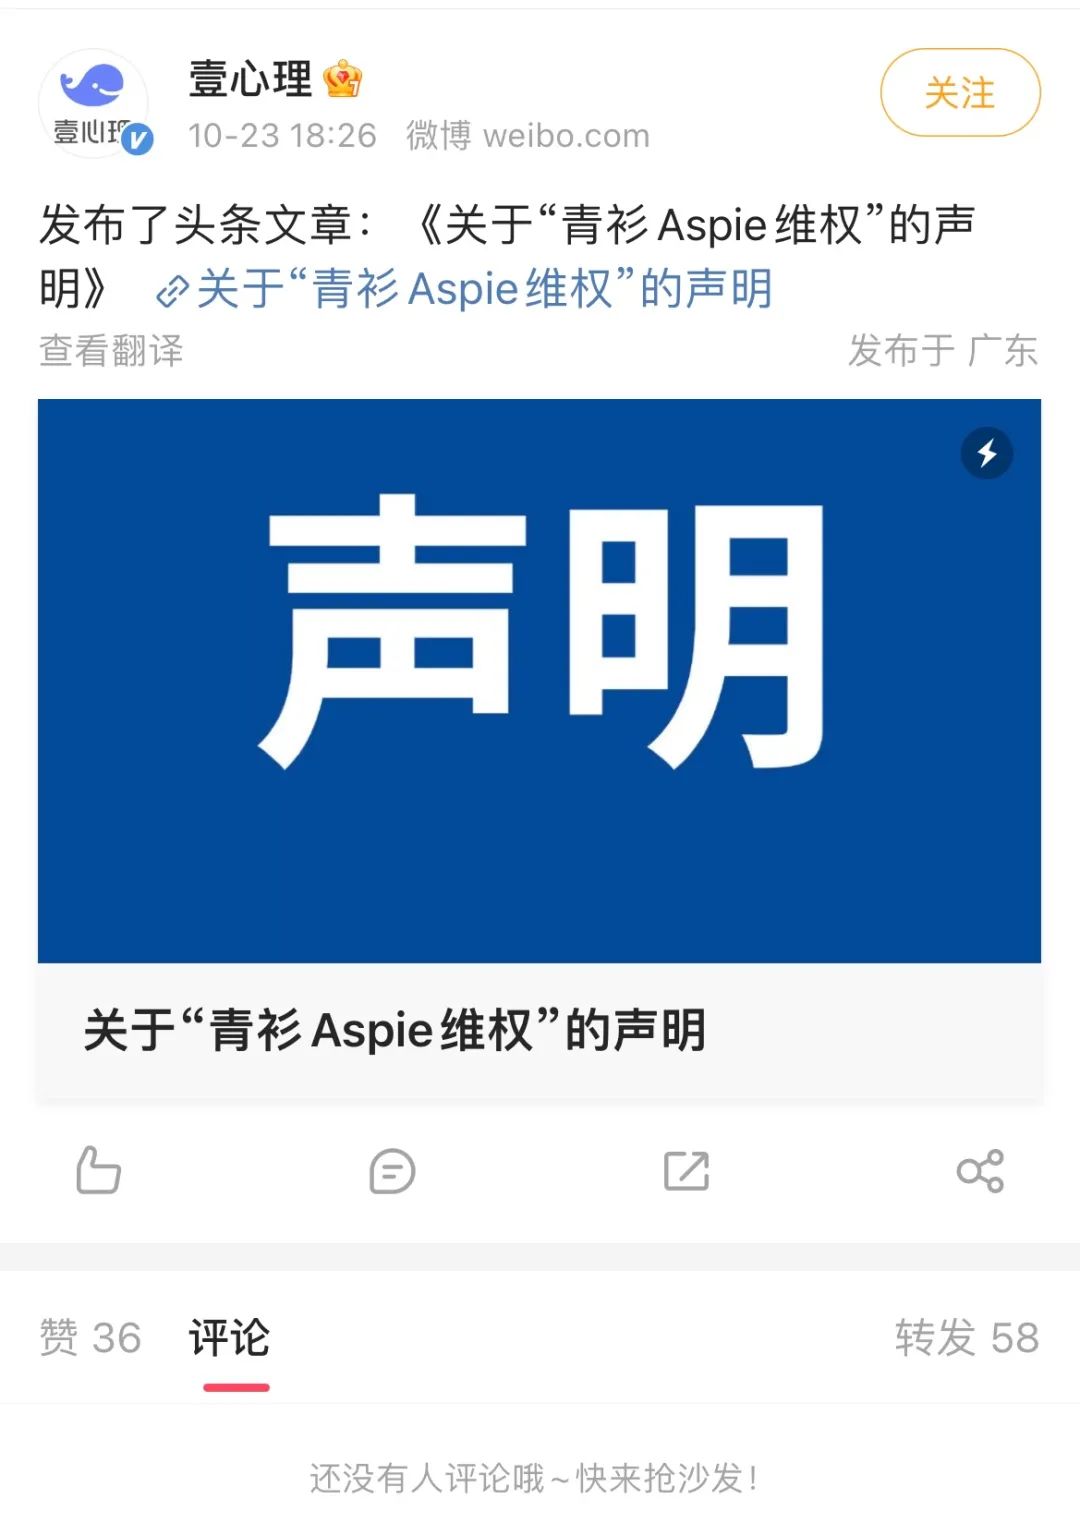 壹心理
壹心理
10-23 18:26 微博 weibo.com
关注
发布了头条文章：《关于“青衫Aspie维权”的声
明》 关于“青衫Aspie维权”的声明
查看翻译
发布于 广东
声明
关于“青衫Aspie维权”的声明
赞 36
评论
转发 58
还没有人评论哦~快来抢沙发！